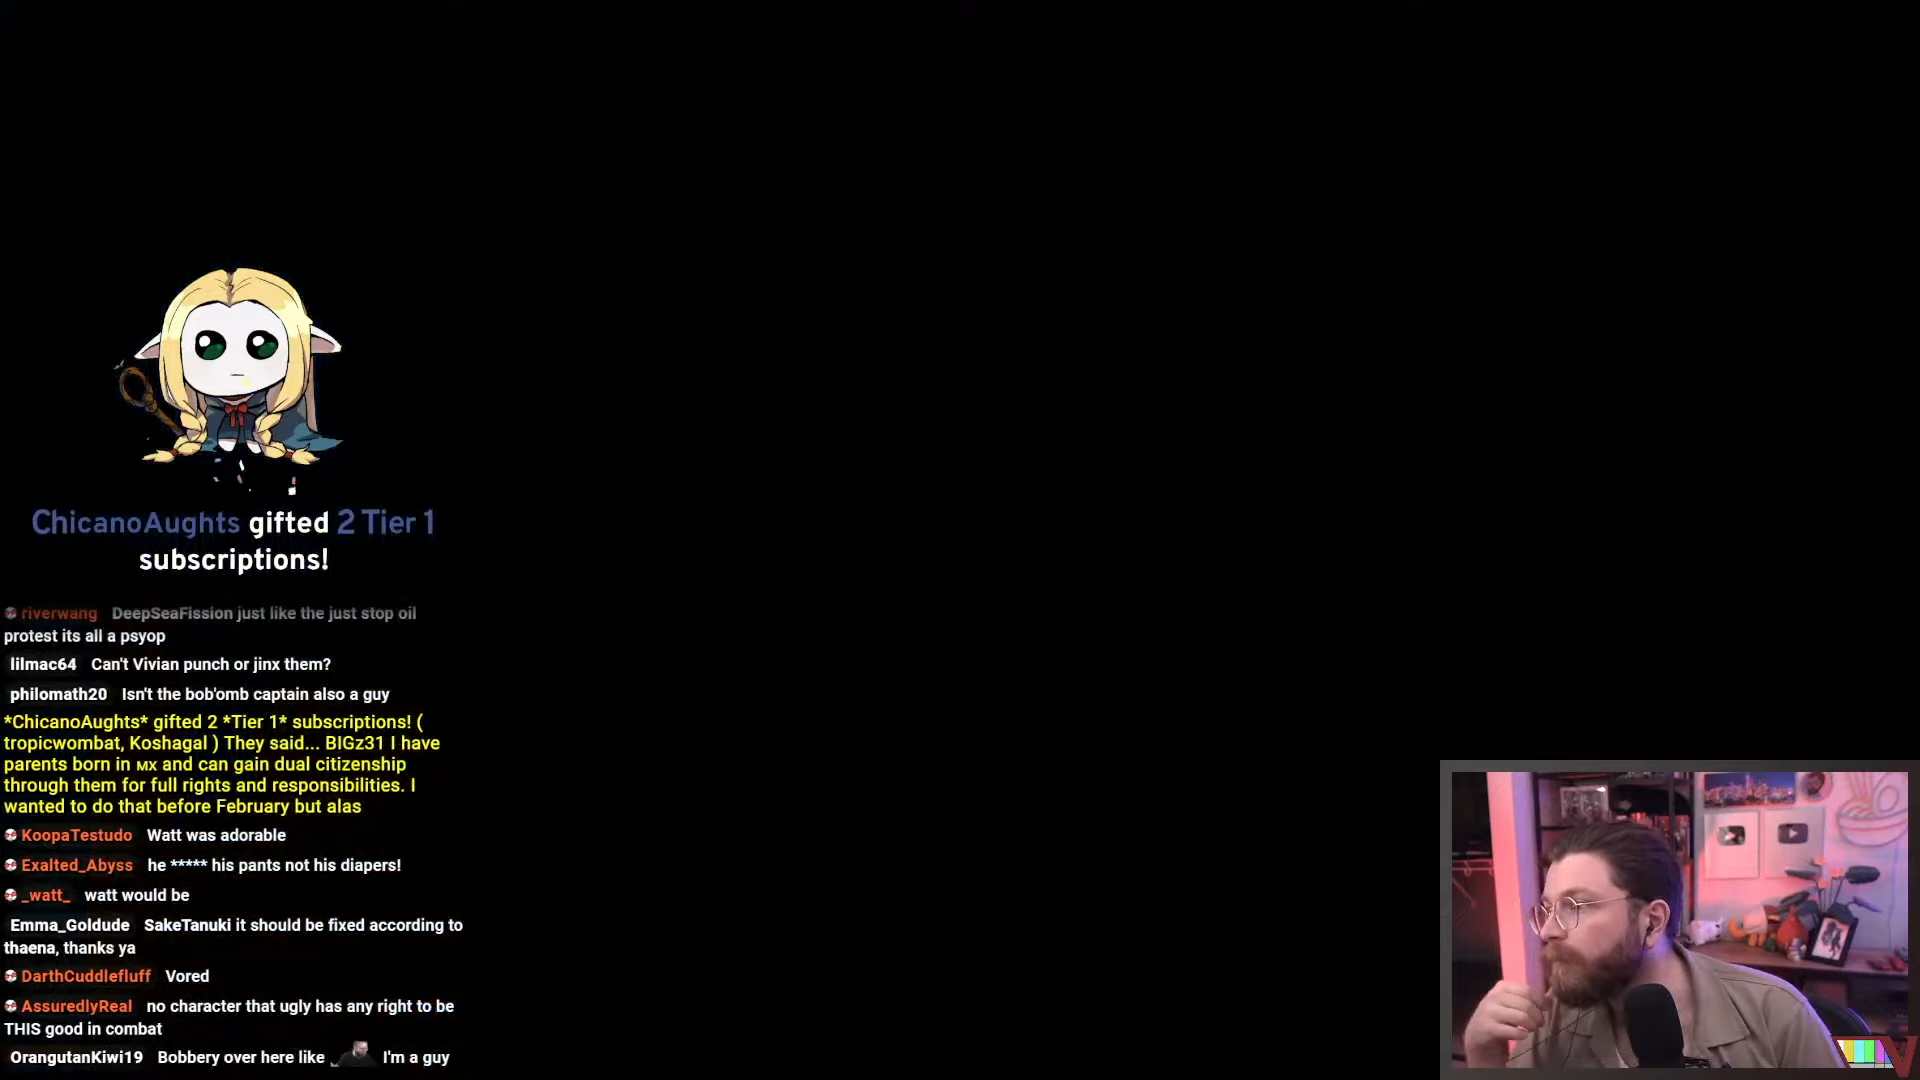 ChicanoAughts gifted 2 Tier 1
subscriptions!
riverwang DeepSeaFission just like the just stop oil
protest its all a psyop
lilmac64 Can't Vivian punch or jinx them?
philomath20 Isn't the bob'omb captain also a guy
*ChicanoAughts* gifted 2 *Tier 1* subscriptions! (
tropicwombat, Koshagal ) They said... BIGz31 I have
parents born in ᴍx and can gain dual citizenship
through them for full rights and responsibilities. I
wanted to do that before February but alas
KoopaTestudo Watt was adorable
Exalted_Abyss he ***** his pants not his diapers!
_watt_ watt would be
Emma_Goldude SakeTanuki it should be fixed according to
thaena, thanks ya
DarthCuddlefluff Vored
AssuredlyReal no character that ugly has any right to be
THIS good in combat
OrangutanKiwi19 Bobbery over here like I'm a guy